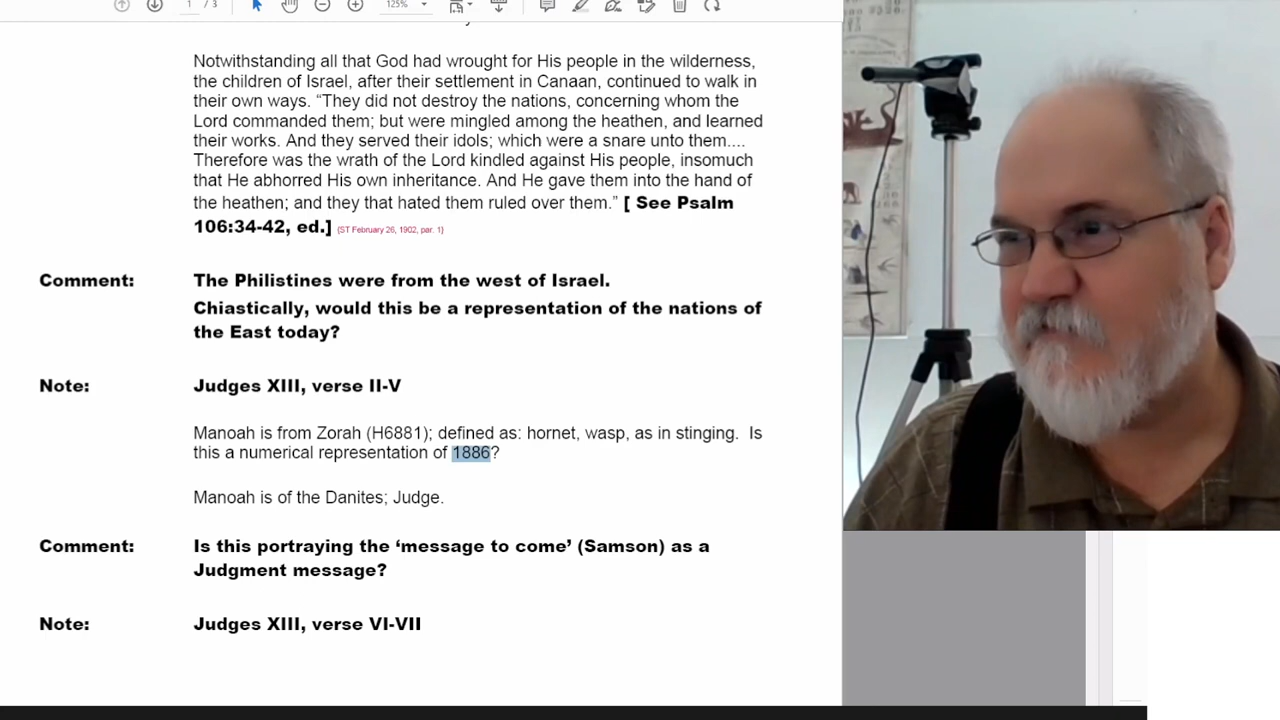 1 / 3
125%
Notwithstanding all that God had wrought for His people in the wilderness,
the children of Israel, after their settlement in Canaan, continued to walk in
their own ways. “They did not destroy the nations, concerning whom the
Lord commanded them; but were mingled among the heathen, and learned
their works. And they served their idols; which were a snare unto them....
Therefore was the wrath of the Lord kindled against His people, insomuch
that He abhorred His own inheritance. And He gave them into the hand of
the heathen; and they that hated them ruled over them.” [ See Psalm
106:34-42, ed.] {ST February 26, 1902, par. 1}
Comment: The Philistines were from the west of Israel.
Chiastically, would this be a representation of the nations of
the East today?
Note: Judges XIII, verse II-V
Manoah is from Zorah (H6881); defined as: hornet, wasp, as in stinging. Is
this a numerical representation of 1886?
Manoah is of the Danites; Judge.
Comment: Is this portraying the ‘message to come’ (Samson) as a
Judgment message?
Note: Judges XIII, verse VI-VII